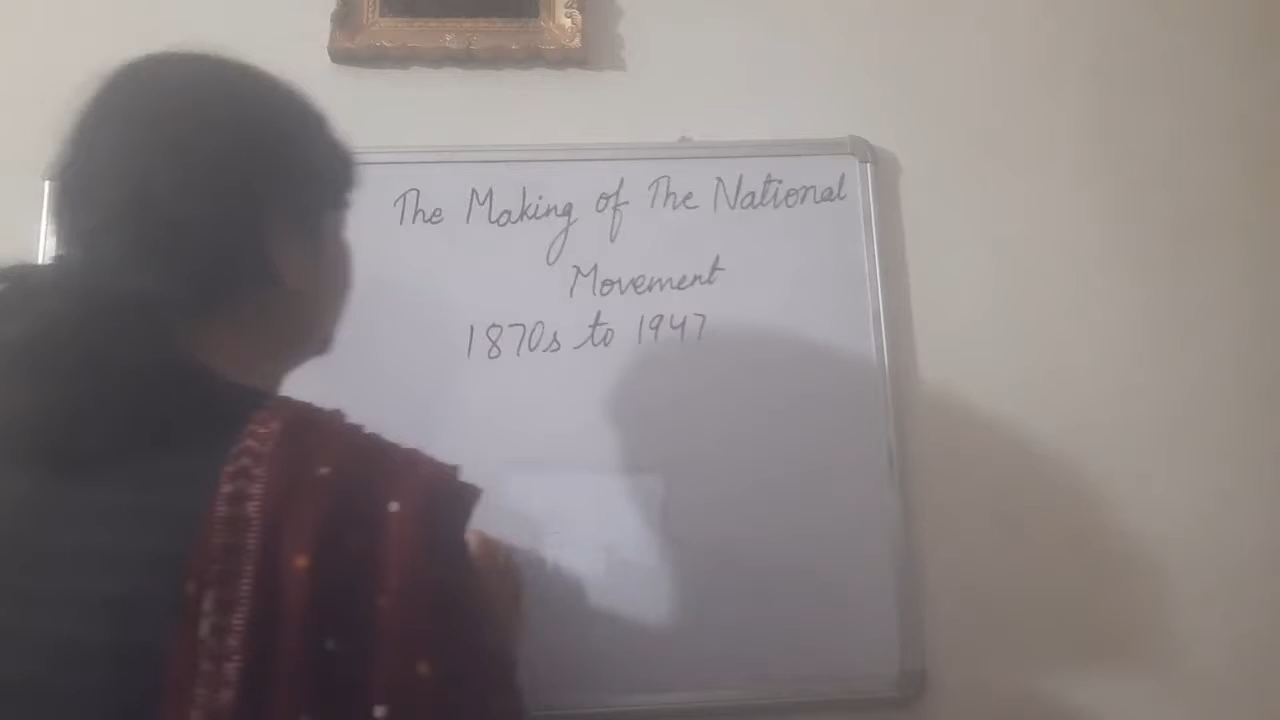 The Making of The National
Movement
1870s to 1947